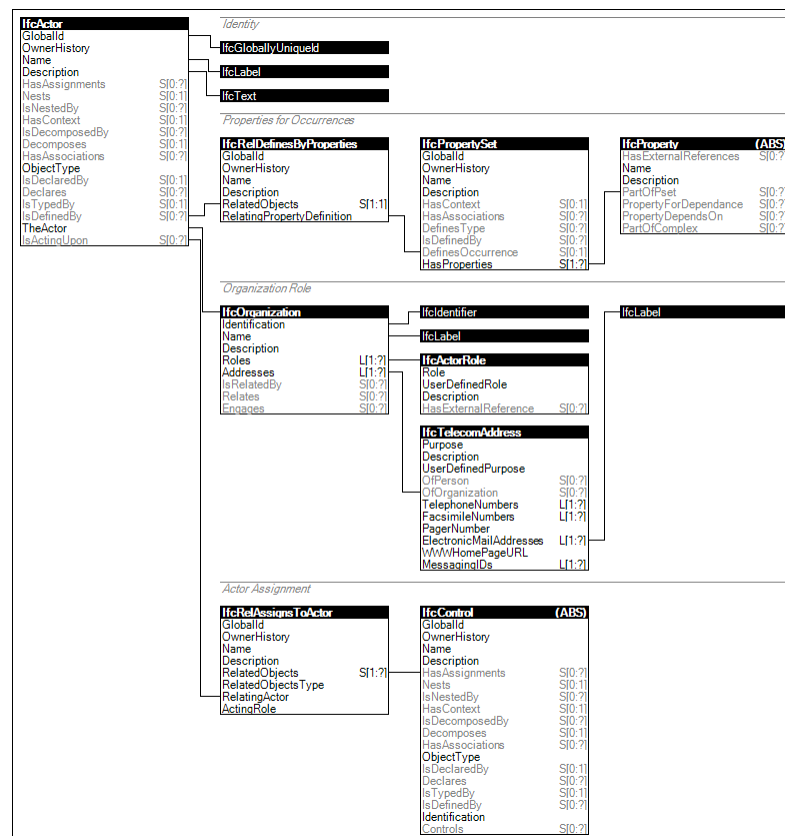 IfcActor
GlobalId
OwnerHistory
Name
Description
HasAssignments S[0:?]
Nests S[0:1]
IsNestedBy S[0:?]
HasContext S[0:1]
IsDecomposedBy S[0:?]
Decomposes S[0:1]
HasAssociations S[0:?]
ObjectType
IsDeclaredBy S[0:1]
Declares S[0:?]
IsTypedBy S[0:1]
IsDefinedBy S[0:?]
TheActor
IsActingUpon S[0:?]
Identity
IfcGloballyUniqueId
IfcLabel
IfcText
Properties for Occurrences
IfcRelDefinesByProperties
GlobalId
OwnerHistory
Name
Description
RelatedObjects S[1:1]
RelatingPropertyDefinition
IfcPropertySet
GlobalId
OwnerHistory
Name
Description
HasContext S[0:1]
HasAssociations S[0:?]
DefinesType S[0:?]
IsDefinedBy S[0:?]
DefinesOccurrence S[0:1]
HasProperties S[1:?]
IfcProperty (ABS)
HasExternalReferences S[0:?
Name
Description
PartOfPset S[0:?
PropertyForDependance S[0:?
PropertyDependsOn S[0:?
PartOfComplex S[0:?
Organization Role
IfcOrganization
Identification
Name
Description
Roles L[1:?]
Addresses L[1:?]
IsRelatedBy S[0:?]
Relates S[0:?]
Engages S[0:?]
IfcIdentifier
IfcLabel
IfcActorRole
Role
UserDefinedRole
Description
HasExternalReference S[0:?]
IfcTelecomAddress
Purpose
Description
UserDefinedPurpose
OfPerson S[0:?]
OfOrganization S[0:?]
TelephoneNumbers L[1:?]
FacsimileNumbers L[1:?]
PagerNumber
ElectronicMailAddresses L[1:?]
WWWHomePageURL
MessagingIDs L[1:?]
IfcLabel
Actor Assignment
IfcRelAssignsToActor
GlobalId
OwnerHistory
Name
Description
RelatedObjects S[1:?]
RelatedObjectsType
RelatingActor
ActingRole
IfcControl (ABS)
GlobalId
OwnerHistory
Name
Description
HasAssignments S[0:?]
Nests S[0:1]
IsNestedBy S[0:?]
HasContext S[0:1]
IsDecomposedBy S[0:?]
Decomposes S[0:1]
HasAssociations S[0:?]
ObjectType
IsDeclaredBy S[0:1]
Declares S[0:?]
IsTypedBy S[0:1]
IsDefinedBy S[0:?]
Identification
Controls S[0:?]